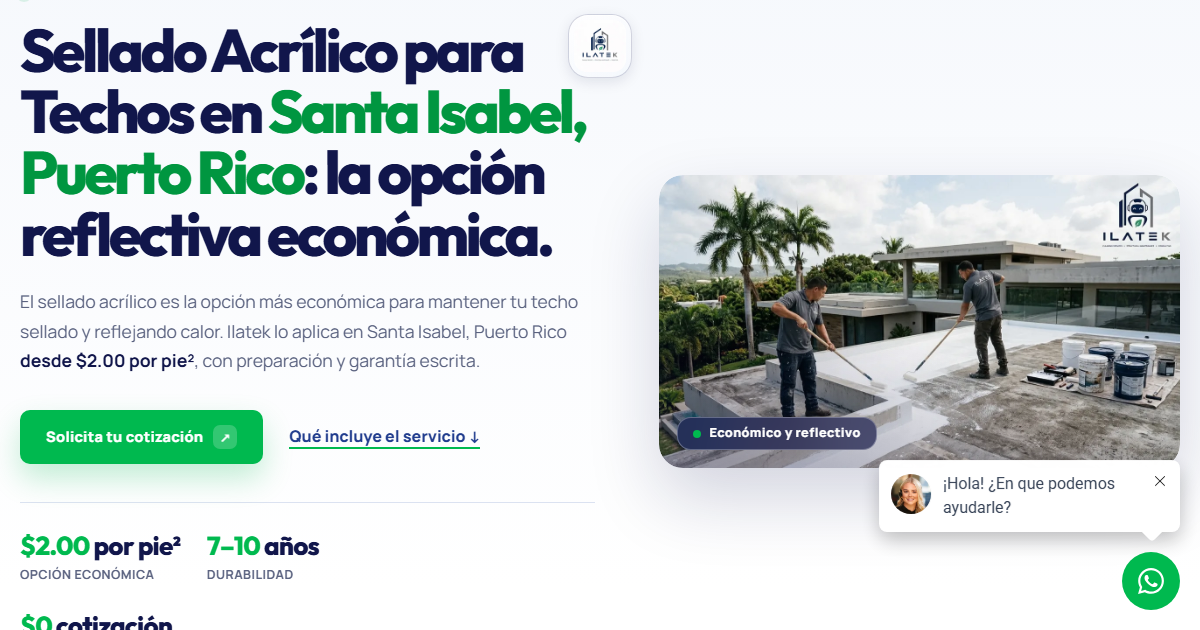 Sellado Acrílico para
Techos en Santa Isabel,
Puerto Rico: la opción
reflectiva económica.
ILATEK
El sellado acrílico es la opción más económica para mantener tu techo
sellado y reflejando calor. Ilatek lo aplica en Santa Isabel, Puerto Rico
desde $2.00 por pie², con preparación y garantía escrita.
Solicita tu cotización ↗
Qué incluye el servicio ↓
$2.00 por pie²
OPCIÓN ECONÓMICA
7–10 años
DURABILIDAD
$0 cotización
ILATEK
Económico y reflectivo
¡Hola! ¿En que podemos
ayudarle?